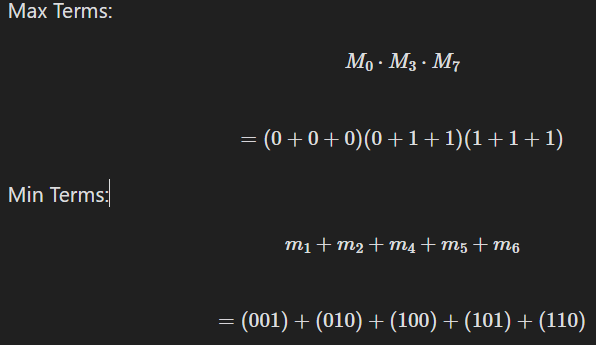 Max Terms:
M₀ · M₃ · M₇
= (0 + 0 + 0)(0 + 1 + 1)(1 + 1 + 1)
Min Terms:
m₁ + m₂ + m₄ + m₅ + m₆
= (001) + (010) + (100) + (101) + (110)